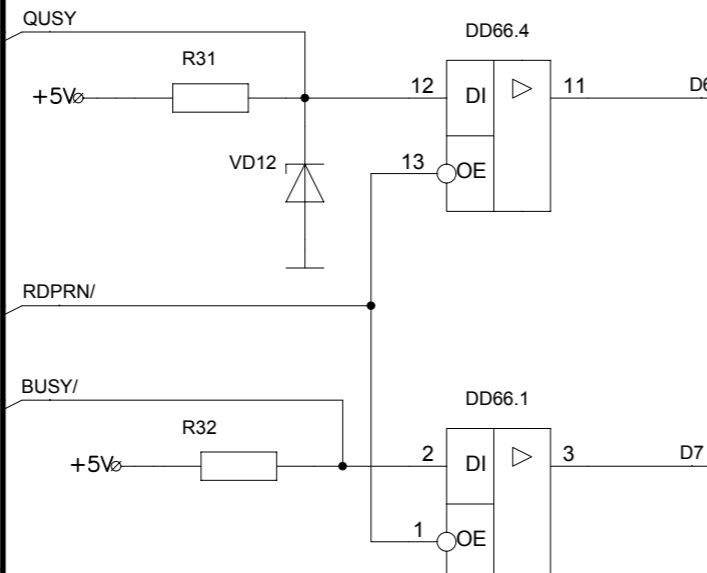 QUSY
DD66.4
R31
+5V
12
DI
11
VD12
13
OE
RDPRN/
BUSY/
DD66.1
R32
+5V
2
DI
3
D7
1
OE